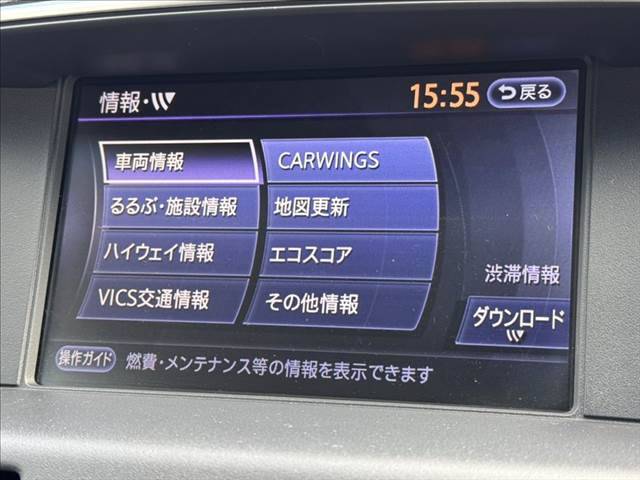 情報・
15:55
戻る
車両情報
CARWINGS
るるぶ・施設情報
地図更新
ハイウェイ情報
エコスコア
VICS交通情報
その他情報
渋滞情報
ダウンロード
操作ガイド
燃費・メンテナンス等の情報を表示できます